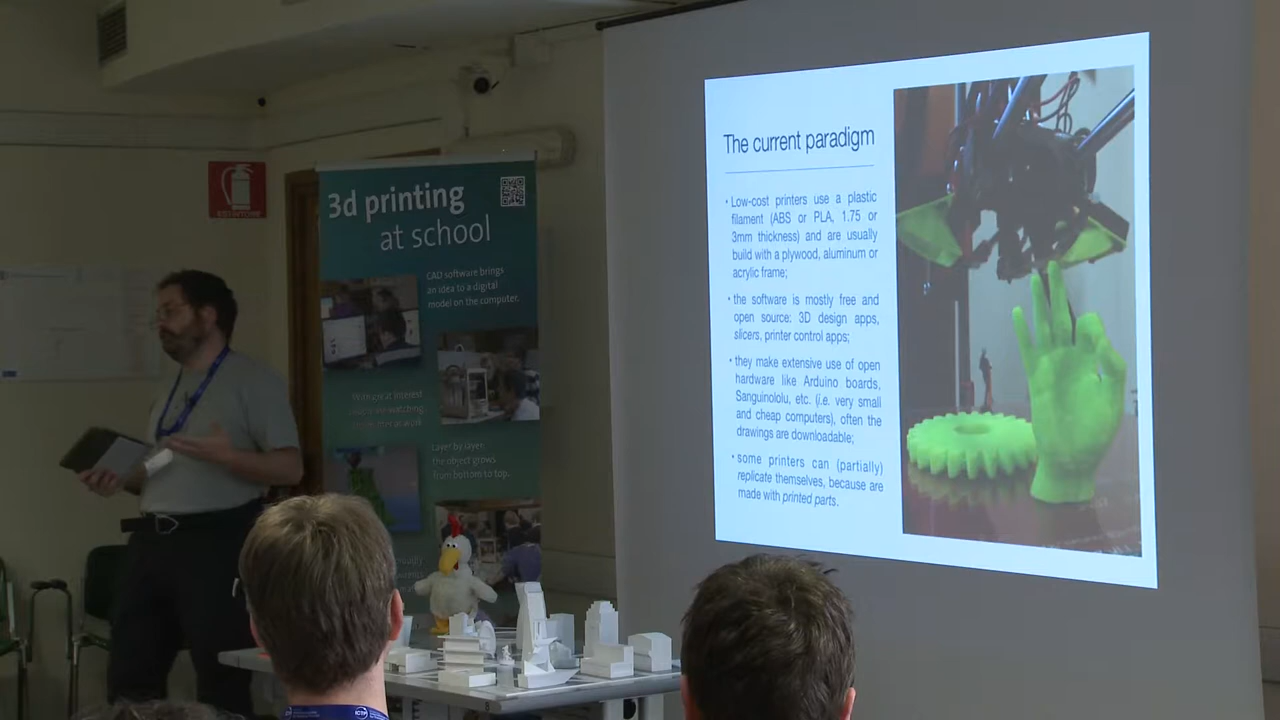 3d printing
at school
CAD software brings
an idea to a digital
model on the computer.
Layer by layer
the object grows
from bottom to top.
The current paradigm
• Low-cost printers use a plastic
filament (ABS or PLA, 1.75 or
3mm thickness) and are usually
build with a plywood, aluminum or
acrylic frame;
• the software is mostly free and
open source: 3D design apps,
slicers, printer control apps;
• they make extensive use of open
hardware like Arduino boards,
Sanguinololu, etc. (i.e. very small
and cheap computers), often the
drawings are downloadable;
• some printers can (partially)
replicate themselves, because are
made with printed parts.
ICTP